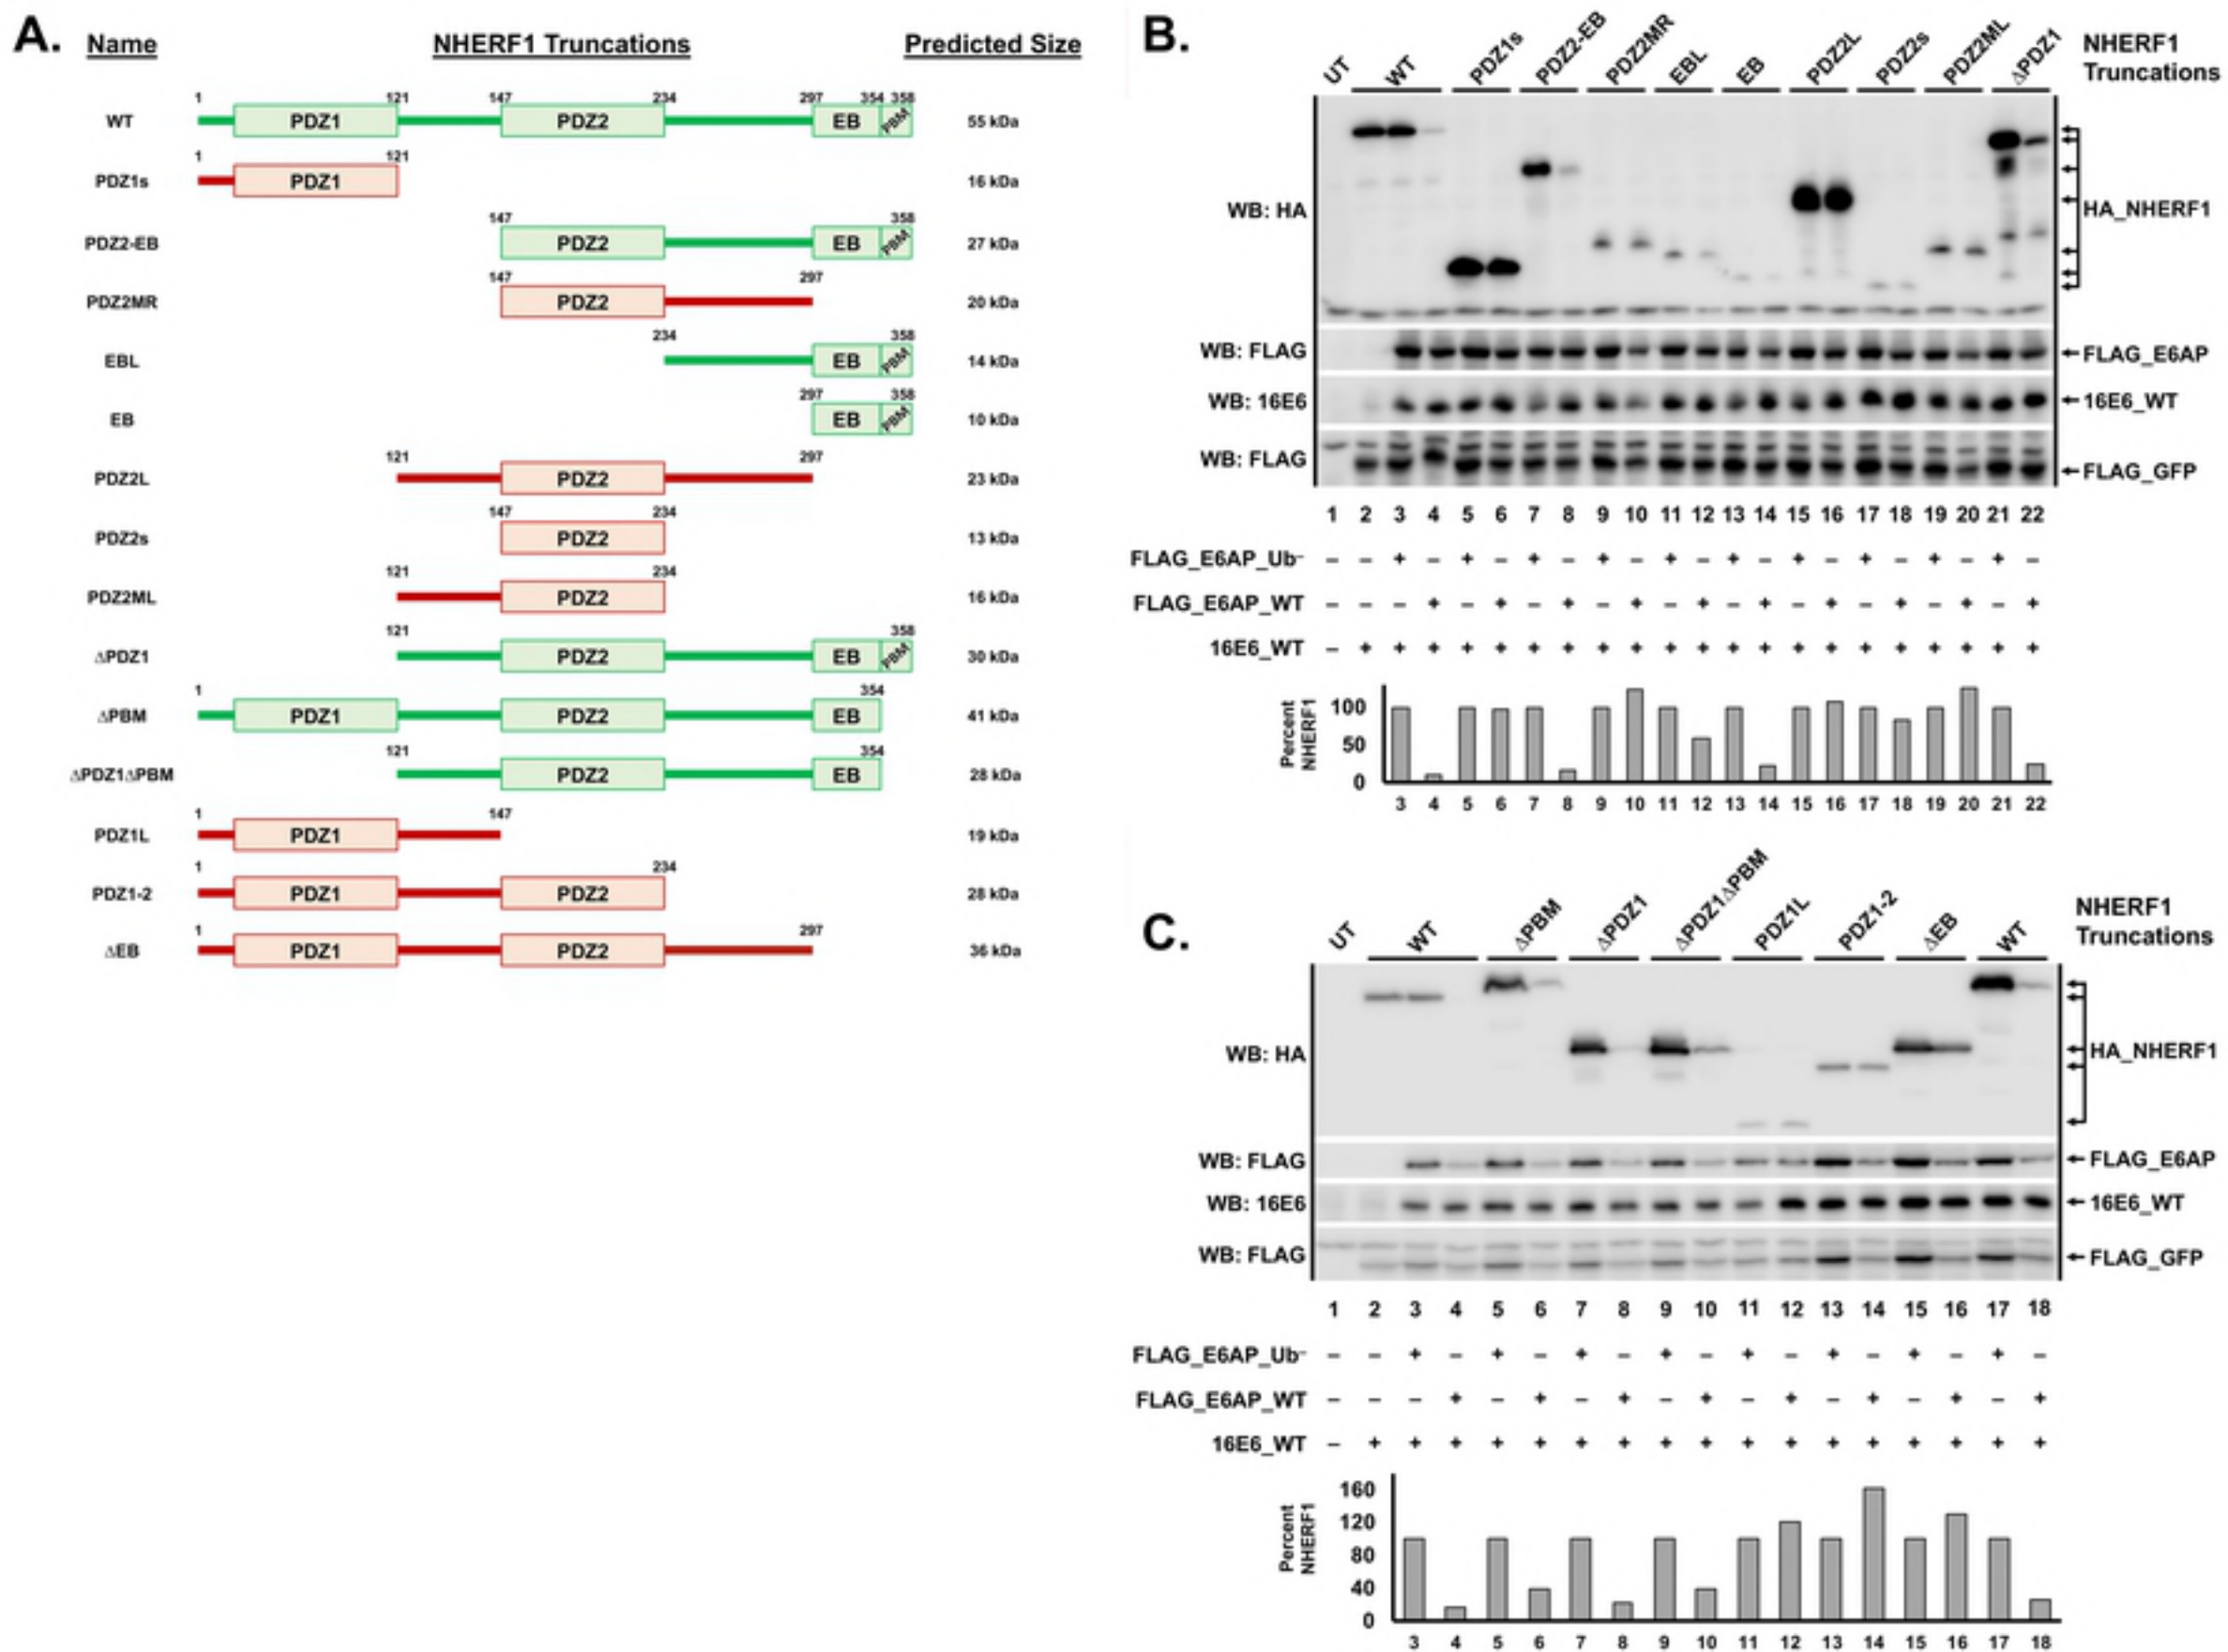 A. Name NHERF1 Truncations Predicted Size
1 121 147 234 297 354 358
WT PDZ1 PDZ2 EB PBM 55 kDa
1 121
PDZ1s PDZ1 16 kDa
147 358
PDZ2-EB PDZ2 EB PBM 27 kDa
147 297
PDZ2MR PDZ2 20 kDa
234 358
EBL EB PBM 14 kDa
297 358
EB EB PBM 10 kDa
121 297
PDZ2L PDZ2 23 kDa
147 234
PDZ2s PDZ2 13 kDa
121 234
PDZ2ML PDZ2 16 kDa
121 358
ΔPDZ1 PDZ2 EB PBM 30 kDa
1 354
ΔPBM PDZ1 PDZ2 EB 41 kDa
121 354
ΔPDZ1ΔPBM PDZ2 EB 28 kDa
1 147
PDZ1L PDZ1 19 kDa
1 234
PDZ1-2 PDZ1 PDZ2 28 kDa
1 297
ΔEB PDZ1 PDZ2 36 kDa
B.
UT WT PDZ1s PDZ2-EB PDZ2MR EBL EB PDZ2L PDZ2s PDZ2ML ΔPDZ1
NHERF1
Truncations
WB: HA HA_NHERF1
WB: FLAG FLAG_E6AP
WB: 16E6 16E6_WT
WB: FLAG FLAG_GFP
1 2 3 4 5 6 7 8 9 10 11 12 13 14 15 16 17 18 19 20 21 22
FLAG_E6AP_Ub⁻ – – + – + – + – + – + – + – + – + – + – + –
FLAG_E6AP_WT – – – + – + – + – + – + – + – + – + – + – +
16E6_WT – + + + + + + + + + + + + + + + + + + + + +
Percent
NHERF1
100
50
0
3 4 5 6 7 8 9 10 11 12 13 14 15 16 17 18 19 20 21 22
C.
UT WT ΔPBM ΔPDZ1 ΔPDZ1ΔPBM PDZ1L PDZ1-2 ΔEB WT
NHERF1
Truncations
WB: HA HA_NHERF1
WB: FLAG FLAG_E6AP
WB: 16E6 16E6_WT
WB: FLAG FLAG_GFP
1 2 3 4 5 6 7 8 9 10 11 12 13 14 15 16 17 18
FLAG_E6AP_Ub⁻ – – + – + – + – + – + – + – + – + –
FLAG_E6AP_WT – – – + – + – + – + – + – + – + – +
16E6_WT – + + + + + + + + + + + + + + + + +
Percent
NHERF1
160
120
80
40
0
3 4 5 6 7 8 9 10 11 12 13 14 15 16 17 18